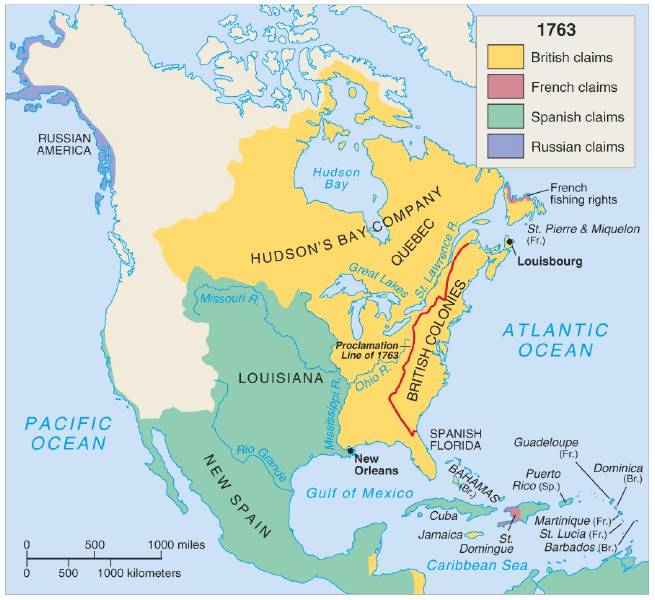 1763
British claims
French claims
Spanish claims
Russian claims
RUSSIAN
AMERICA
Hudson
Bay
French
fishing rights
St. Pierre & Miquelon
(Fr.)
Louisbourg
HUDSON'S BAY COMPANY
QUEBEC
St. Lawrence R.
Great Lakes
Missouri R.
Proclamation
Line of 1763
BRITISH COLONIES
ATLANTIC
OCEAN
LOUISIANA
Ohio R.
Mississippi R.
PACIFIC
OCEAN
SPANISH
FLORIDA
New
Orleans
Rio Grande
NEW SPAIN
Gulf of Mexico
BAHAMAS
(Br.)
Guadeloupe
(Fr.)
Puerto
Rico (Sp.)
Dominica
(Br.)
Cuba
Jamaica
St.
Domingue
Martinique (Fr.)
St. Lucia (Fr.)
Barbados (Br.)
Caribbean Sea
0 500 1000 miles
0 500 1000 kilometers